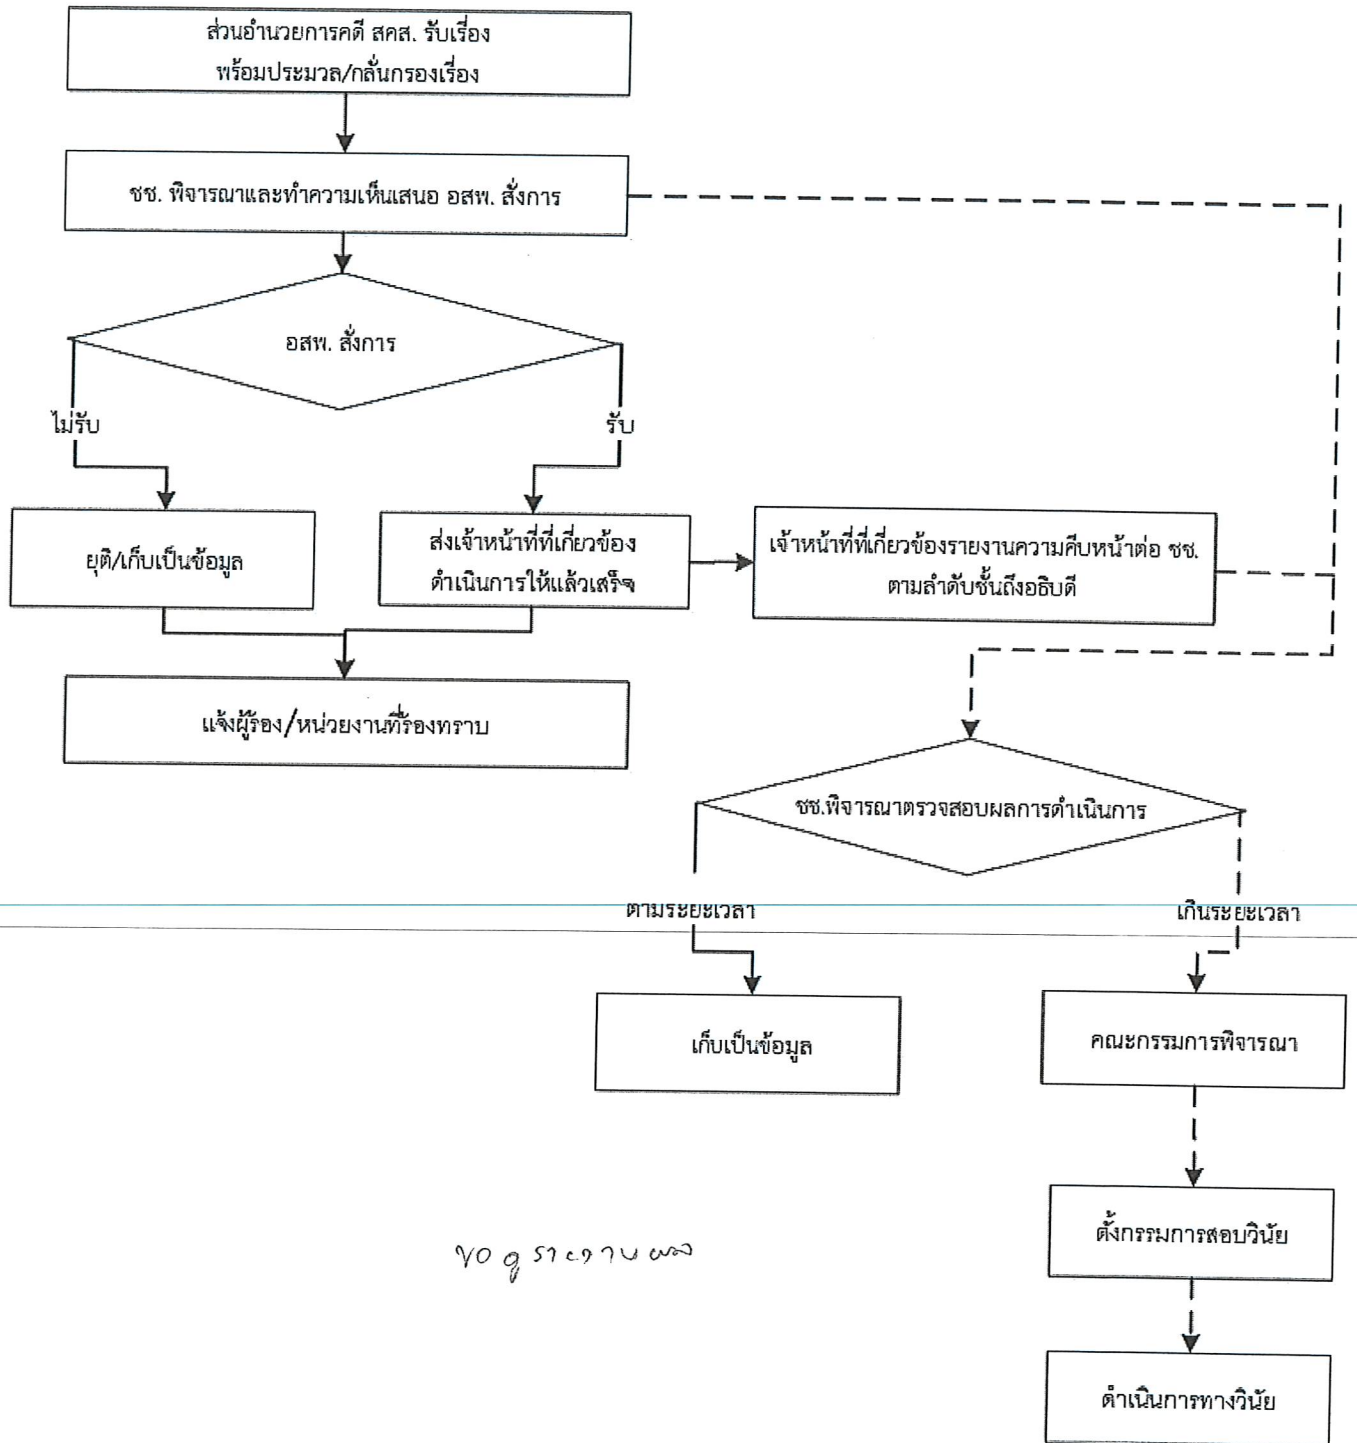 ส่วนอำนวยการคดี สคส. รับเรื่อง
พร้อมประมวล/กลั่นกรองเรื่อง
ชช. พิจารณาและทำความเห็นเสนอ อสพ. สั่งการ
อสพ. สั่งการ
ไม่รับ
รับ
ยุติ/เก็บเป็นข้อมูล
ส่งเจ้าหน้าที่ที่เกี่ยวข้อง
ดำเนินการให้แล้วเสร็จ
เจ้าหน้าที่ที่เกี่ยวข้องรายงานความคืบหน้าต่อ ชช.
ตามลำดับชั้นถึงอธิบดี
แจ้งผู้ร้อง/หน่วยงานที่ร้องทราบ
ชช.พิจารณาตรวจสอบผลการดำเนินการ
ตามระยะเวลา
เกินระยะเวลา
เก็บเป็นข้อมูล
คณะกรรมการพิจารณา
ขอดูรายงานผล
ตั้งกรรมการสอบวินัย
ดำเนินการทางวินัย